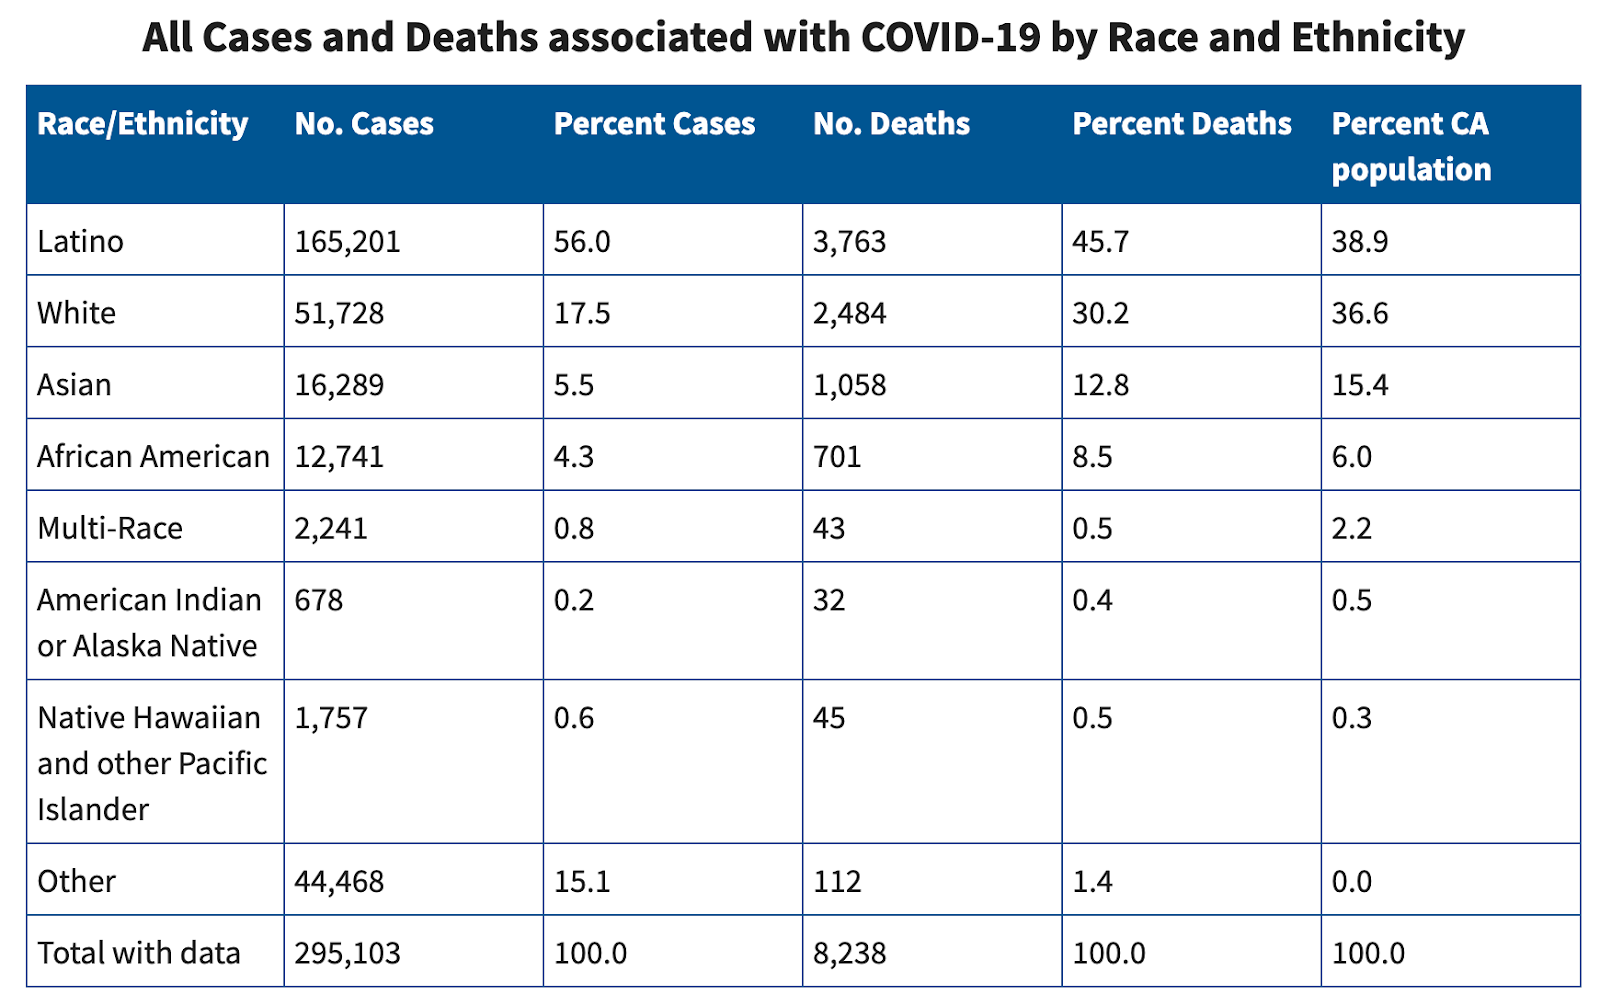 All Cases and Deaths associated with COVID-19 by Race and Ethnicity
Race/Ethnicity No. Cases Percent Cases No. Deaths Percent Deaths Percent CA
population
Latino 165,201 56.0 3,763 45.7 38.9
White 51,728 17.5 2,484 30.2 36.6
Asian 16,289 5.5 1,058 12.8 15.4
African American 12,741 4.3 701 8.5 6.0
Multi-Race 2,241 0.8 43 0.5 2.2
American Indian 678 0.2 32 0.4 0.5
or Alaska Native
Native Hawaiian 1,757 0.6 45 0.5 0.3
and other Pacific
Islander
Other 44,468 15.1 112 1.4 0.0
Total with data 295,103 100.0 8,238 100.0 100.0